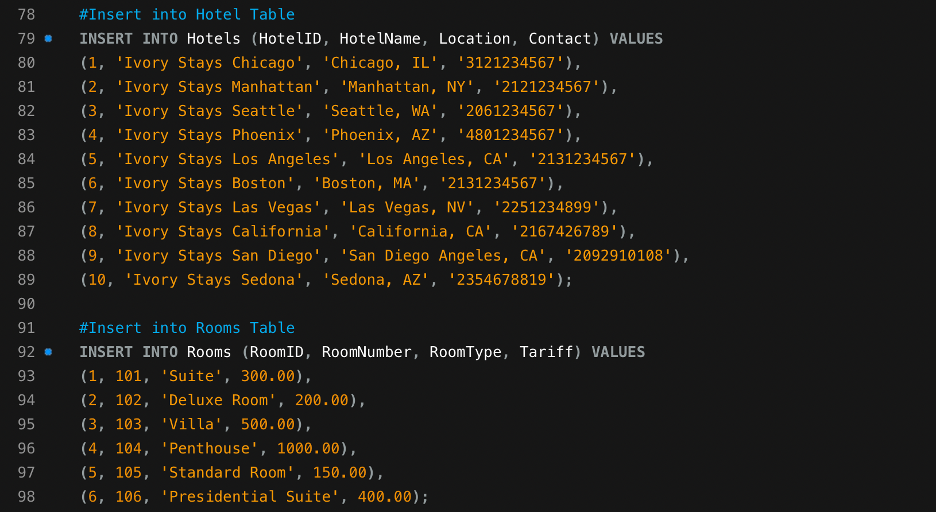 78 #Insert into Hotel Table
79 INSERT INTO Hotels (HotelID, HotelName, Location, Contact) VALUES
80 (1, 'Ivory Stays Chicago', 'Chicago, IL', '3121234567'),
81 (2, 'Ivory Stays Manhattan', 'Manhattan, NY', '2121234567'),
82 (3, 'Ivory Stays Seattle', 'Seattle, WA', '2061234567'),
83 (4, 'Ivory Stays Phoenix', 'Phoenix, AZ', '4801234567'),
84 (5, 'Ivory Stays Los Angeles', 'Los Angeles, CA', '2131234567'),
85 (6, 'Ivory Stays Boston', 'Boston, MA', '2131234567'),
86 (7, 'Ivory Stays Las Vegas', 'Las Vegas, NV', '2251234899'),
87 (8, 'Ivory Stays California', 'California, CA', '2167426789'),
88 (9, 'Ivory Stays San Diego', 'San Diego Angeles, CA', '2092910108'),
89 (10, 'Ivory Stays Sedona', 'Sedona, AZ', '2354678819');
90
91 #Insert into Rooms Table
92 INSERT INTO Rooms (RoomID, RoomNumber, RoomType, Tariff) VALUES
93 (1, 101, 'Suite', 300.00),
94 (2, 102, 'Deluxe Room', 200.00),
95 (3, 103, 'Villa', 500.00),
96 (4, 104, 'Penthouse', 1000.00),
97 (5, 105, 'Standard Room', 150.00),
98 (6, 106, 'Presidential Suite', 400.00);